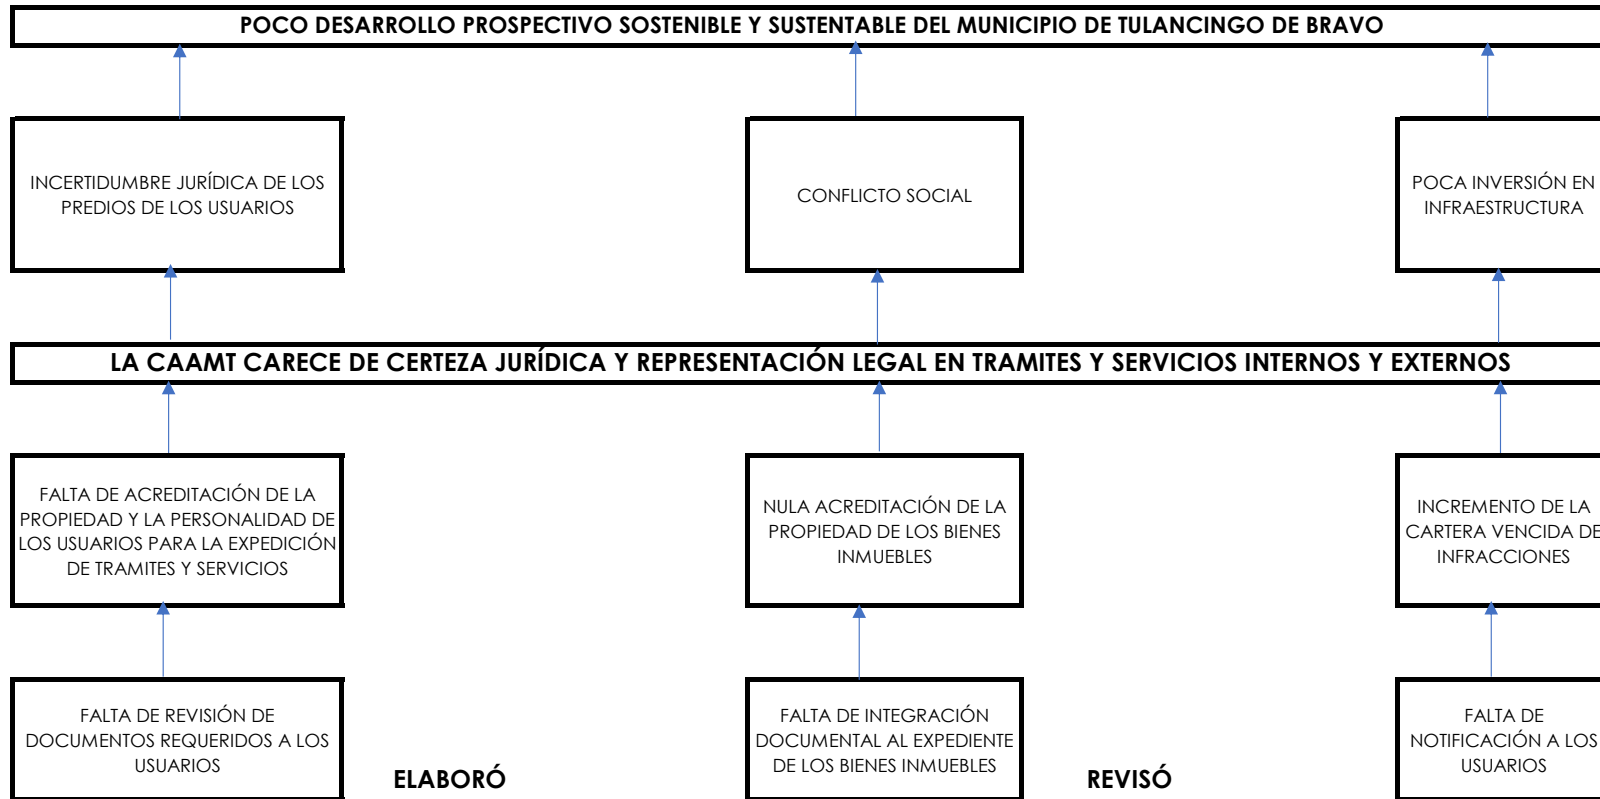 POCO DESARROLLO PROSPECTIVO SOSTENIBLE Y SUSTENTABLE DEL MUNICIPIO DE TULANCINGO DE BRAVO
INCERTIDUMBRE JURÍDICA DE LOS
PREDIOS DE LOS USUARIOS
CONFLICTO SOCIAL
POCA INVERSIÓN EN
INFRAESTRUCTURA
LA CAAMT CARECE DE CERTEZA JURÍDICA Y REPRESENTACIÓN LEGAL EN TRAMITES Y SERVICIOS INTERNOS Y EXTERNOS
FALTA DE ACREDITACIÓN DE LA
PROPIEDAD Y LA PERSONALIDAD DE
LOS USUARIOS PARA LA EXPEDICIÓN
DE TRAMITES Y SERVICIOS
NULA ACREDITACIÓN DE LA
PROPIEDAD DE LOS BIENES
INMUEBLES
INCREMENTO DE LA
CARTERA VENCIDA DE
INFRACCIONES
FALTA DE REVISIÓN DE
DOCUMENTOS REQUERIDOS A LOS
USUARIOS
FALTA DE INTEGRACIÓN
DOCUMENTAL AL EXPEDIENTE
DE LOS BIENES INMUEBLES
FALTA DE
NOTIFICACIÓN A LOS
USUARIOS
ELABORÓ
REVISÓ